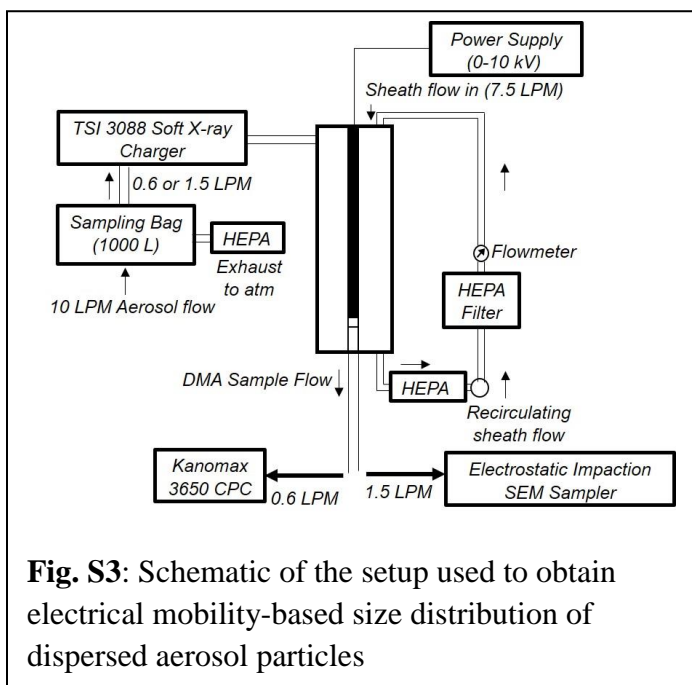 Power Supply
(0-10 kV)
Sheath flow in (7.5 LPM)
TSI 3088 Soft X-ray
Charger
0.6 or 1.5 LPM
Sampling Bag
(1000 L)
HEPA
Exhaust
to atm
10 LPM Aerosol flow
Flowmeter
HEPA
Filter
DMA Sample Flow
HEPA
Recirculating
sheath flow
Kanomax
3650 CPC
0.6 LPM
1.5 LPM
Electrostatic Impaction
SEM Sampler
Fig. S3: Schematic of the setup used to obtain
electrical mobility-based size distribution of
dispersed aerosol particles